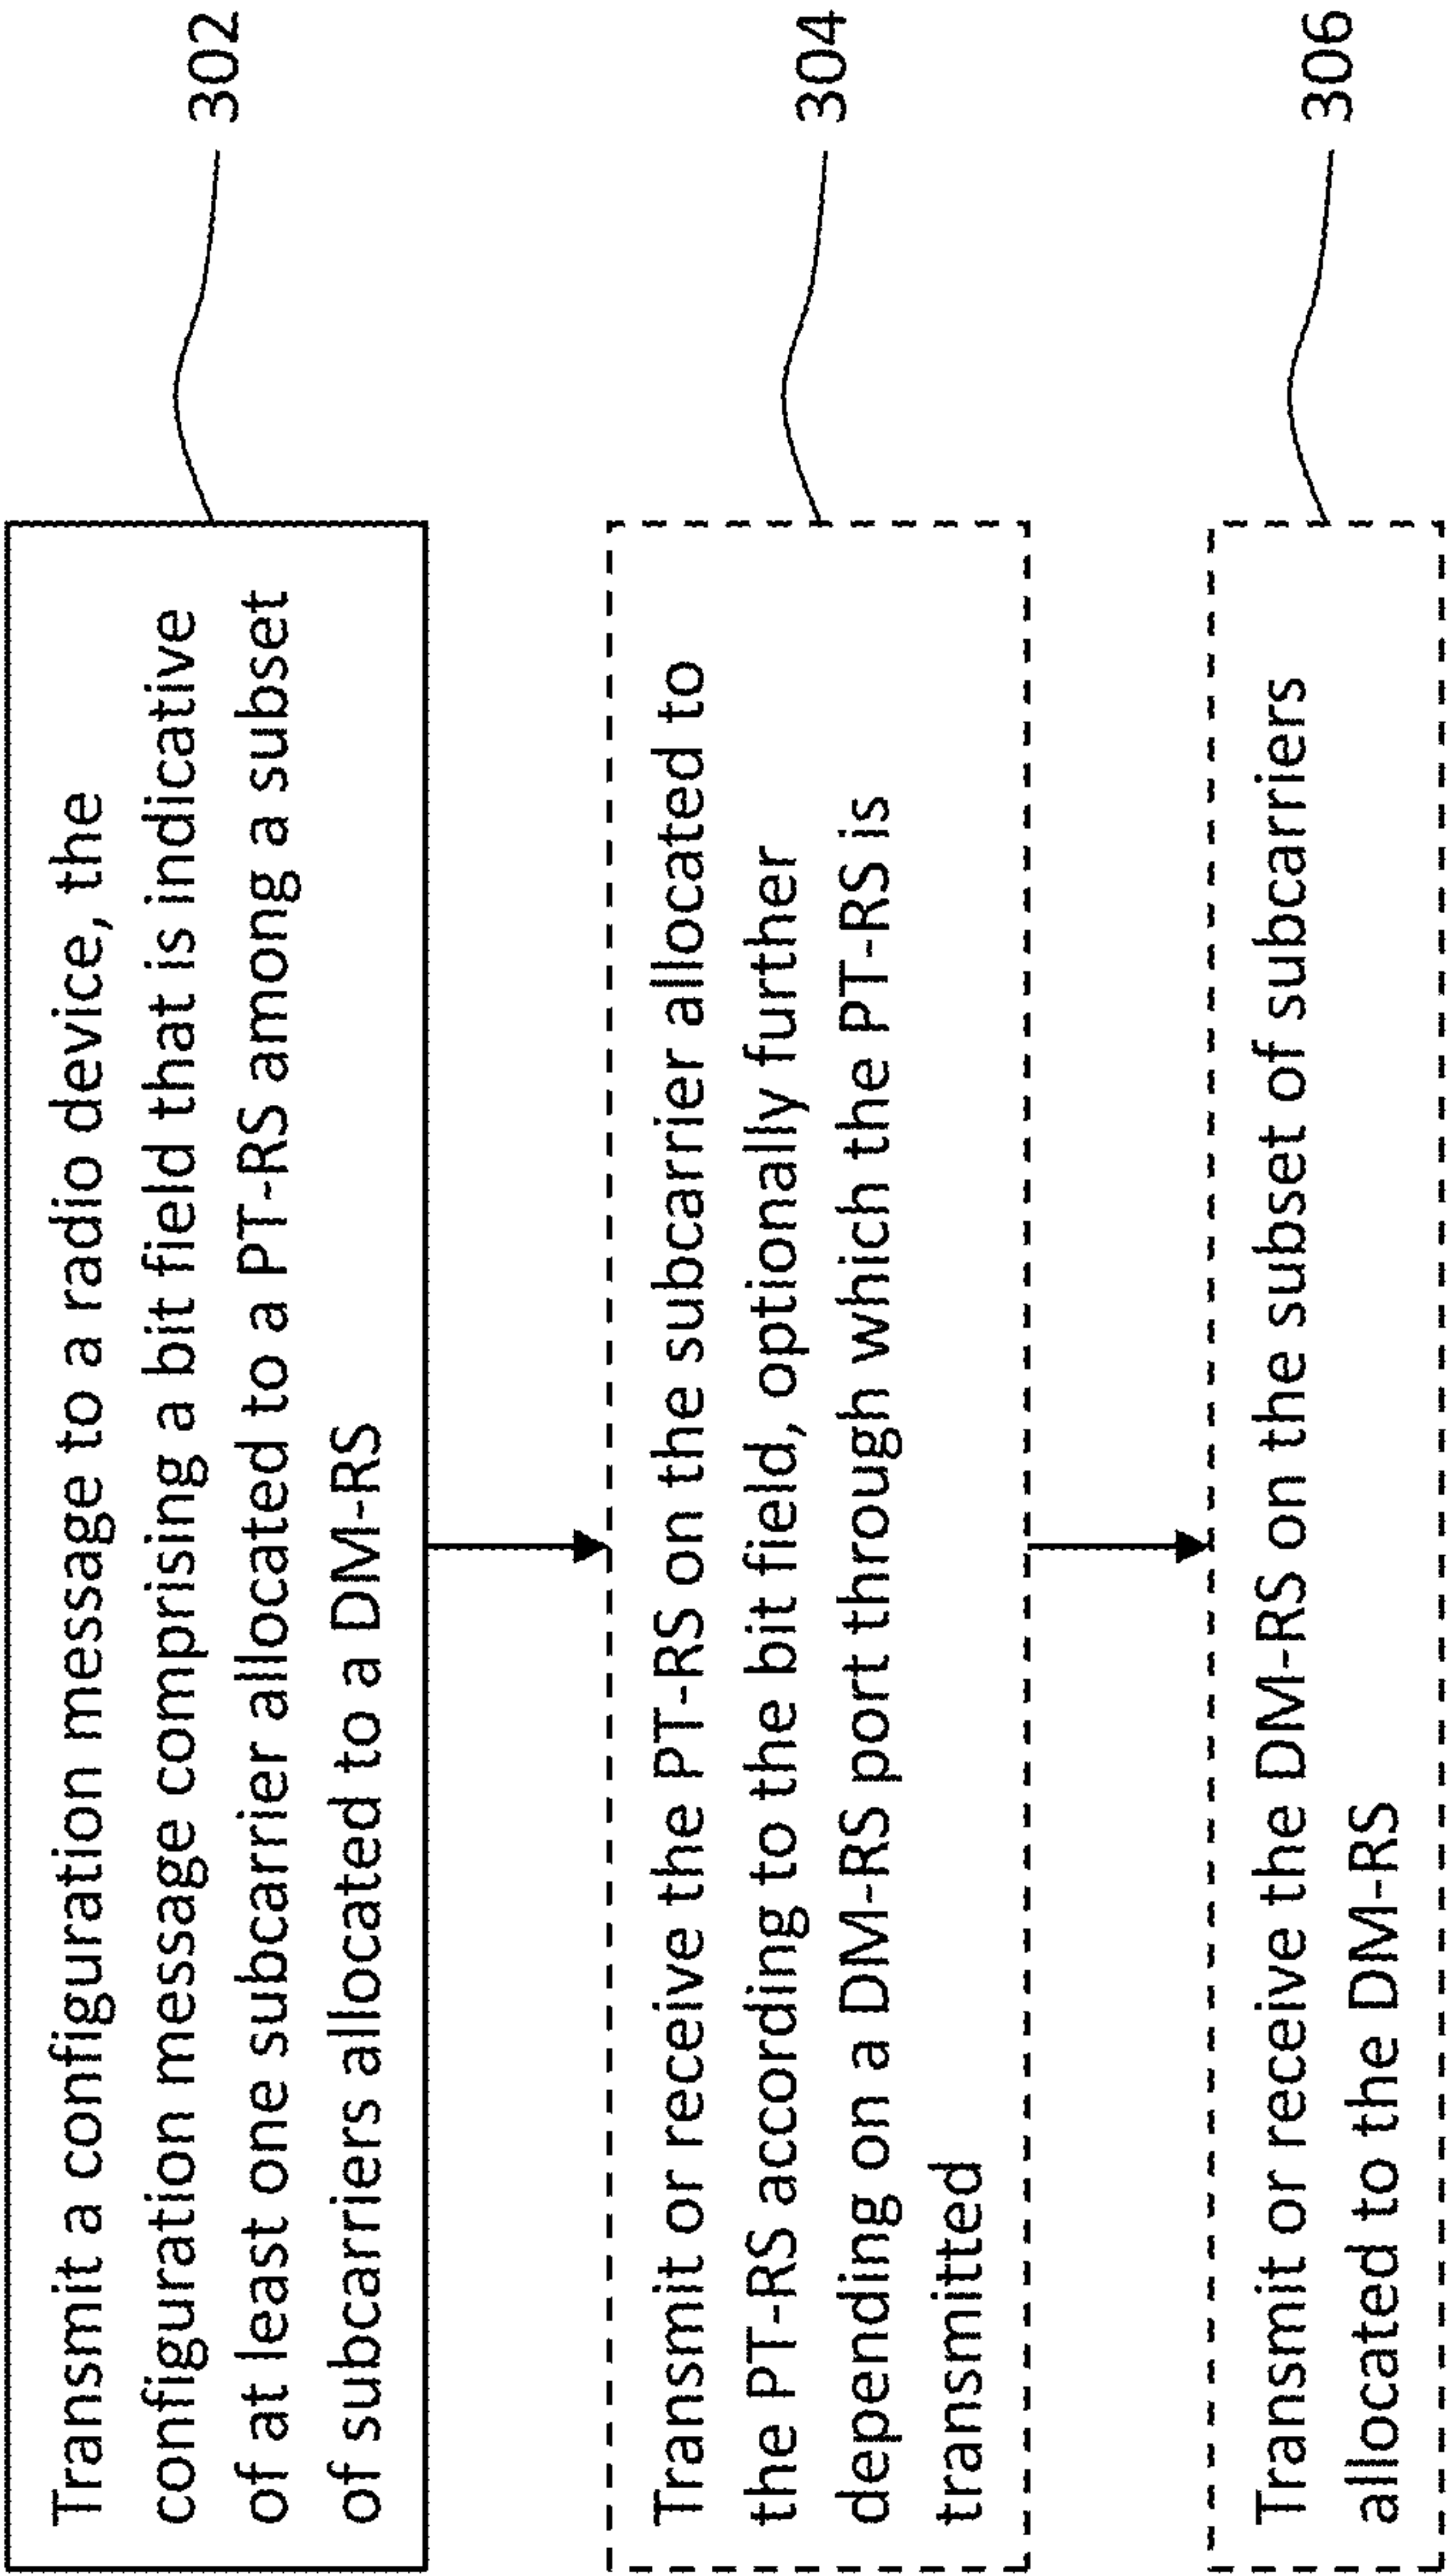 Transmit a configuration message to a radio device, the
configuration message comprising a bit field that is indicative
of at least one subcarrier allocated to a PT-RS among a subset
of subcarriers allocated to a DM-RS
302
Transmit or receive the PT-RS on the subcarrier allocated to
the PT-RS according to the bit field, optionally further
depending on a DM-RS port through which the PT-RS is
transmitted
304
Transmit or receive the DM-RS on the subset of subcarriers
allocated to the DM-RS
306